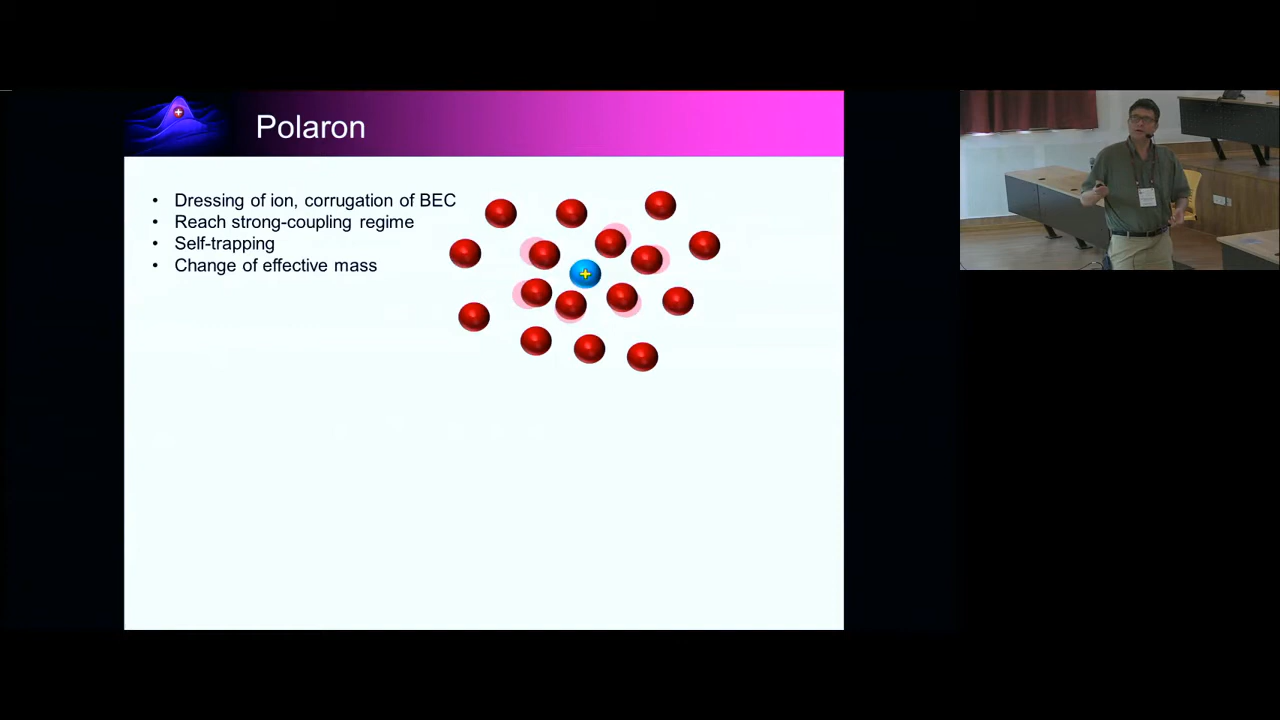 Polaron
• Dressing of ion, corrugation of BEC
• Reach strong-coupling regime
• Self-trapping
• Change of effective mass
+